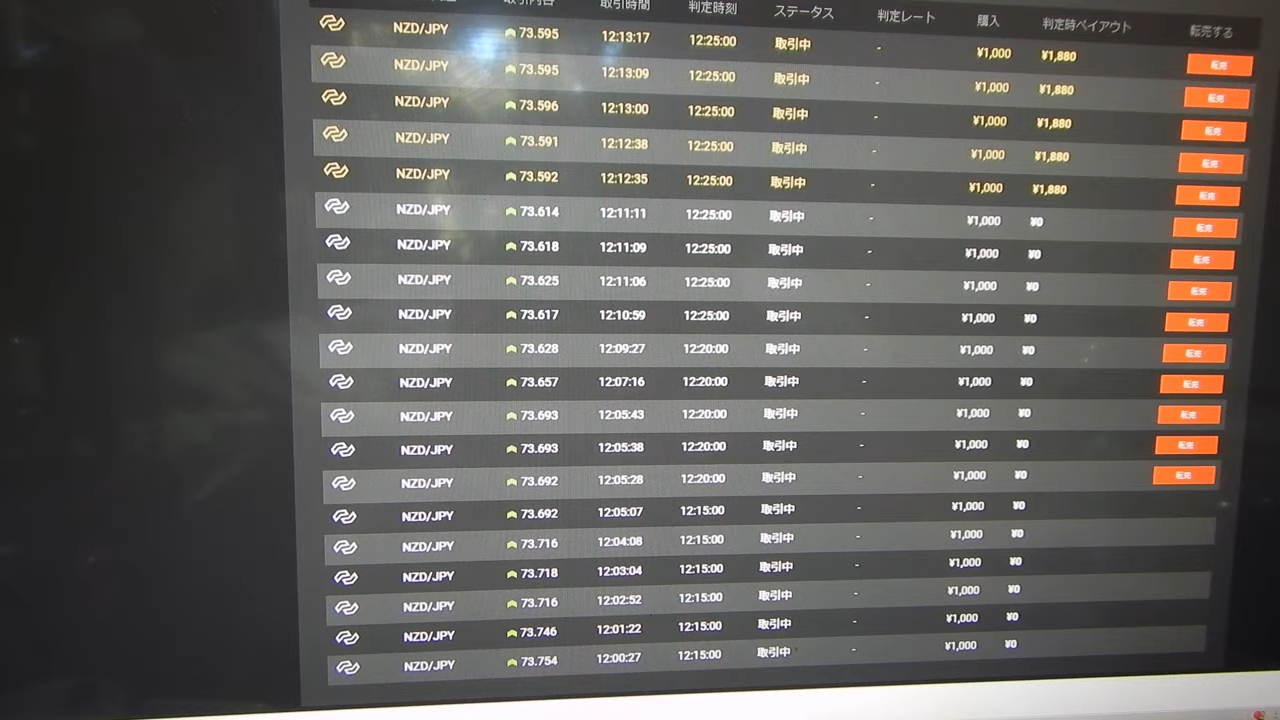 取引内容 取引時間 判定時刻 ステータス 判定レート 購入 判定時ペイアウト 転売する
NZD/JPY 73.595 12:13:17 12:25:00 取引中 - ¥1,000 ¥1,880 転売
NZD/JPY 73.595 12:13:09 12:25:00 取引中 - ¥1,000 ¥1,880 転売
NZD/JPY 73.596 12:13:00 12:25:00 取引中 - ¥1,000 ¥1,880 転売
NZD/JPY 73.591 12:12:38 12:25:00 取引中 - ¥1,000 ¥1,880 転売
NZD/JPY 73.592 12:12:35 12:25:00 取引中 - ¥1,000 ¥1,880 転売
NZD/JPY 73.614 12:11:11 12:25:00 取引中 - ¥1,000 ¥0 転売
NZD/JPY 73.618 12:11:09 12:25:00 取引中 - ¥1,000 ¥0 転売
NZD/JPY 73.625 12:11:06 12:25:00 取引中 - ¥1,000 ¥0 転売
NZD/JPY 73.617 12:10:59 12:25:00 取引中 - ¥1,000 ¥0 転売
NZD/JPY 73.628 12:09:27 12:20:00 取引中 - ¥1,000 ¥0 転売
NZD/JPY 73.657 12:07:16 12:20:00 取引中 - ¥1,000 ¥0 転売
NZD/JPY 73.693 12:05:43 12:20:00 取引中 - ¥1,000 ¥0 転売
NZD/JPY 73.693 12:05:38 12:20:00 取引中 - ¥1,000 ¥0 転売
NZD/JPY 73.692 12:05:28 12:20:00 取引中 - ¥1,000 ¥0 転売
NZD/JPY 73.692 12:05:07 12:15:00 取引中 - ¥1,000 ¥0
NZD/JPY 73.716 12:04:08 12:15:00 取引中 - ¥1,000 ¥0
NZD/JPY 73.718 12:03:04 12:15:00 取引中 - ¥1,000 ¥0
NZD/JPY 73.716 12:02:52 12:15:00 取引中 - ¥1,000 ¥0
NZD/JPY 73.746 12:01:22 12:15:00 取引中 - ¥1,000 ¥0
NZD/JPY 73.754 12:00:27 12:15:00 取引中 - ¥1,000 ¥0